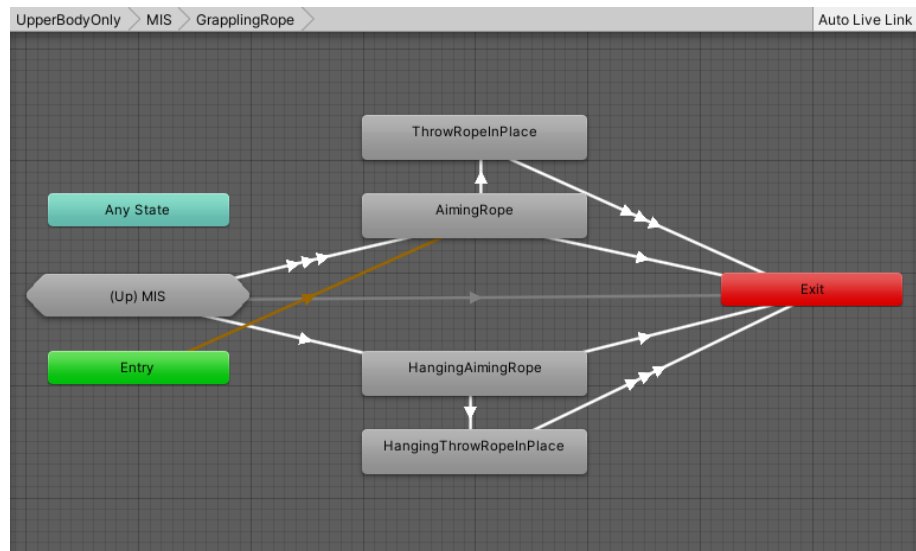 UpperBodyOnly MIS GrapplingRope Auto Live Link
ThrowRopeInPlace
Any State
AimingRope
(Up) MIS
Exit
Entry
HangingAimingRope
HangingThrowRopeInPlace